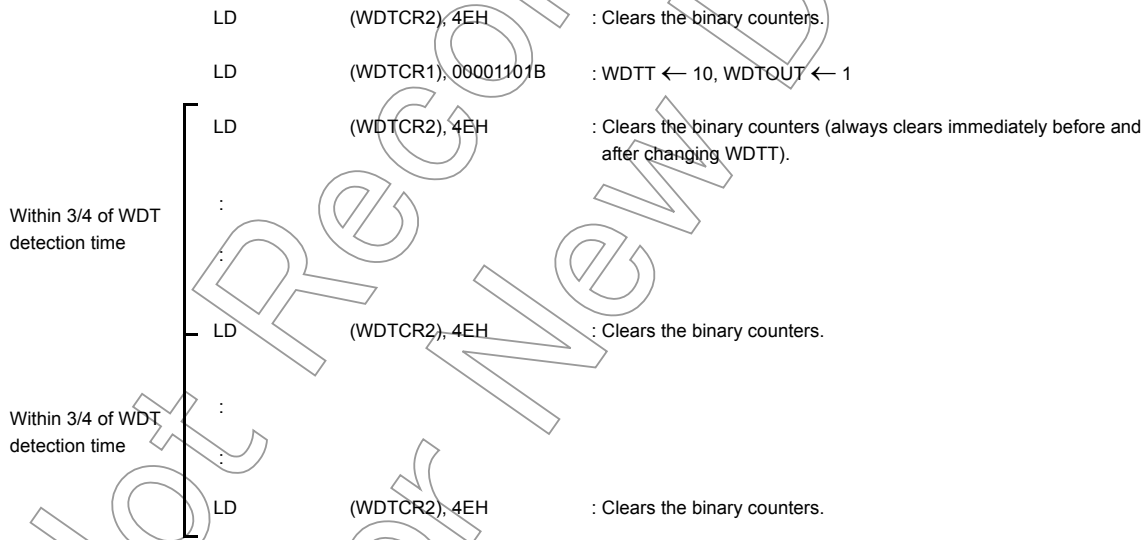 LD (WDTCR2), 4EH : Clears the binary counters.
LD (WDTCR1), 00001101B : WDTT ← 10, WDTOUT ← 1
LD (WDTCR2), 4EH : Clears the binary counters (always clears immediately before and
after changing WDTT).
Within 3/4 of WDT :
detection time :
LD (WDTCR2), 4EH : Clears the binary counters.
Within 3/4 of WDT :
detection time :
LD (WDTCR2), 4EH : Clears the binary counters.